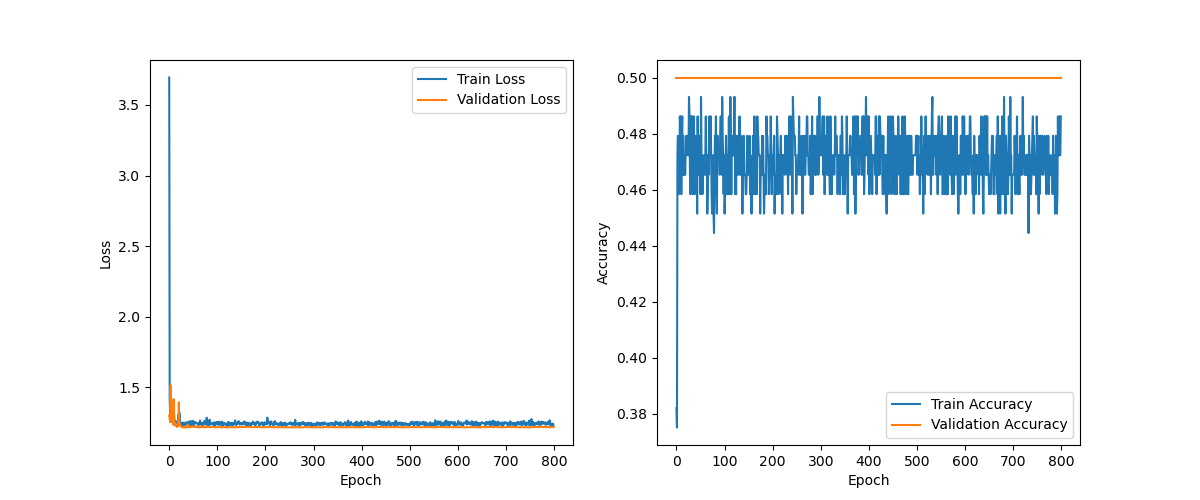 Train Loss
Validation Loss
3.5
3.0
2.5
2.0
1.5
Loss
0 100 200 300 400 500 600 700 800
Epoch
0.50
0.48
0.46
0.44
0.42
0.40
0.38
Accuracy
Train Accuracy
Validation Accuracy
0 100 200 300 400 500 600 700 800
Epoch